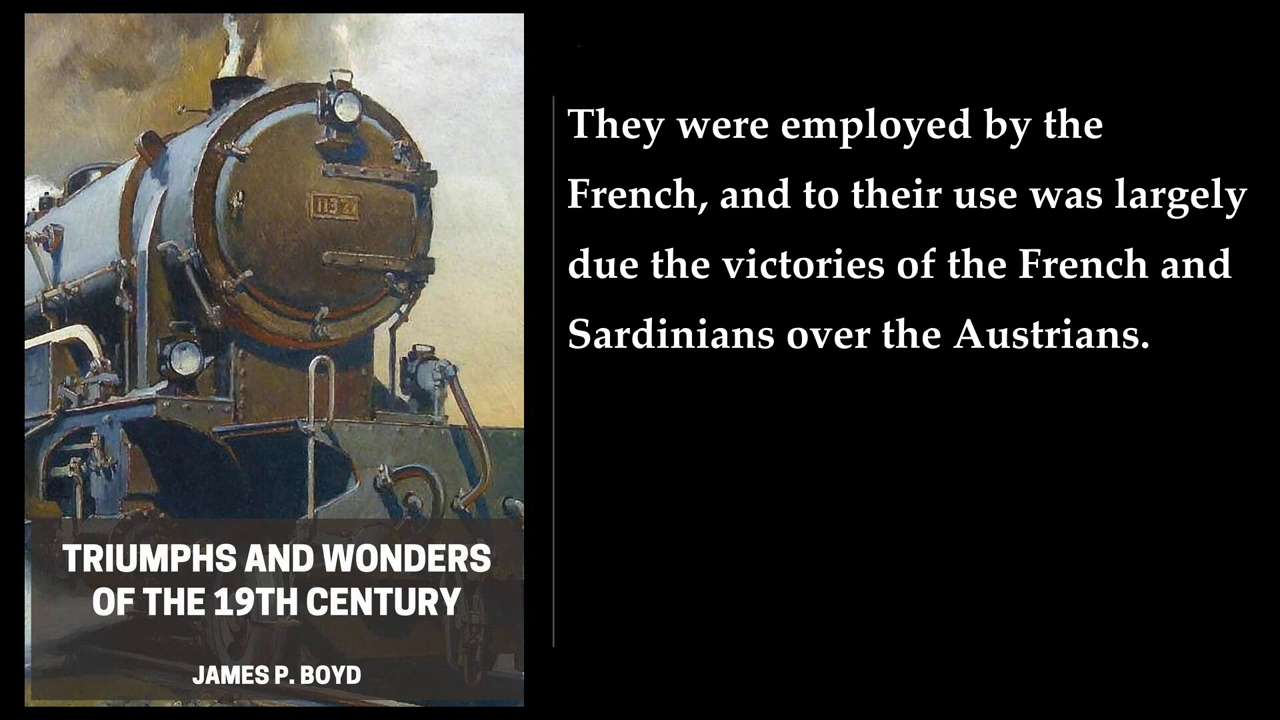 TRIUMPHS AND WONDERS
OF THE 19TH CENTURY
JAMES P. BOYD
They were employed by the
French, and to their use was largely
due the victories of the French and
Sardinians over the Austrians.